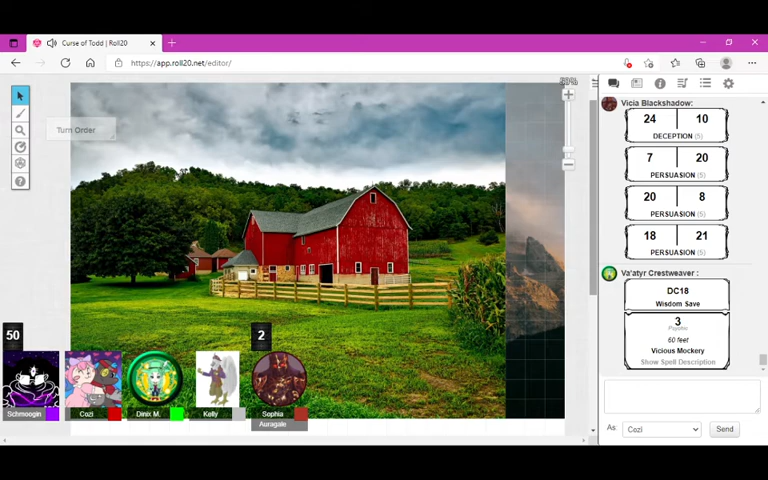 Curse of Todd | Roll20
https://app.roll20.net/editor/
Turn Order
Vicia Blackshadow:
24 10
DECEPTION (5)
7 20
PERSUASION (5)
20 8
PERSUASION (5)
18 21
PERSUASION (5)
Va'atyr Crestweaver :
DC18
Wisdom Save
3
Psychic
60 feet
Vicious Mockery
Show Spell Description
50
2
Schmoogin
Cozi
Dinix M.
Kelly
Sophia
Auragale
As:
Cozi
Send